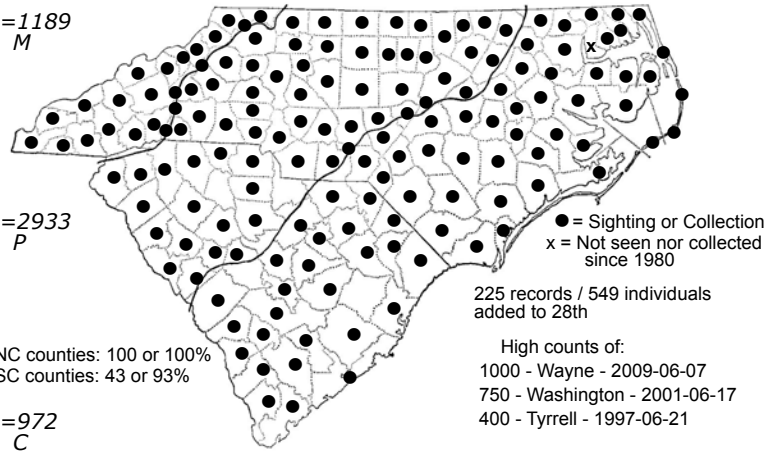 =1189
M
=2933
P
=972
C
NC counties: 100 or 100%
SC counties: 43 or 93%
x
● = Sighting or Collection
x = Not seen nor collected
since 1980
225 records / 549 individuals
added to 28th
High counts of:
1000 - Wayne - 2009-06-07
750 - Washington - 2001-06-17
400 - Tyrrell - 1997-06-21